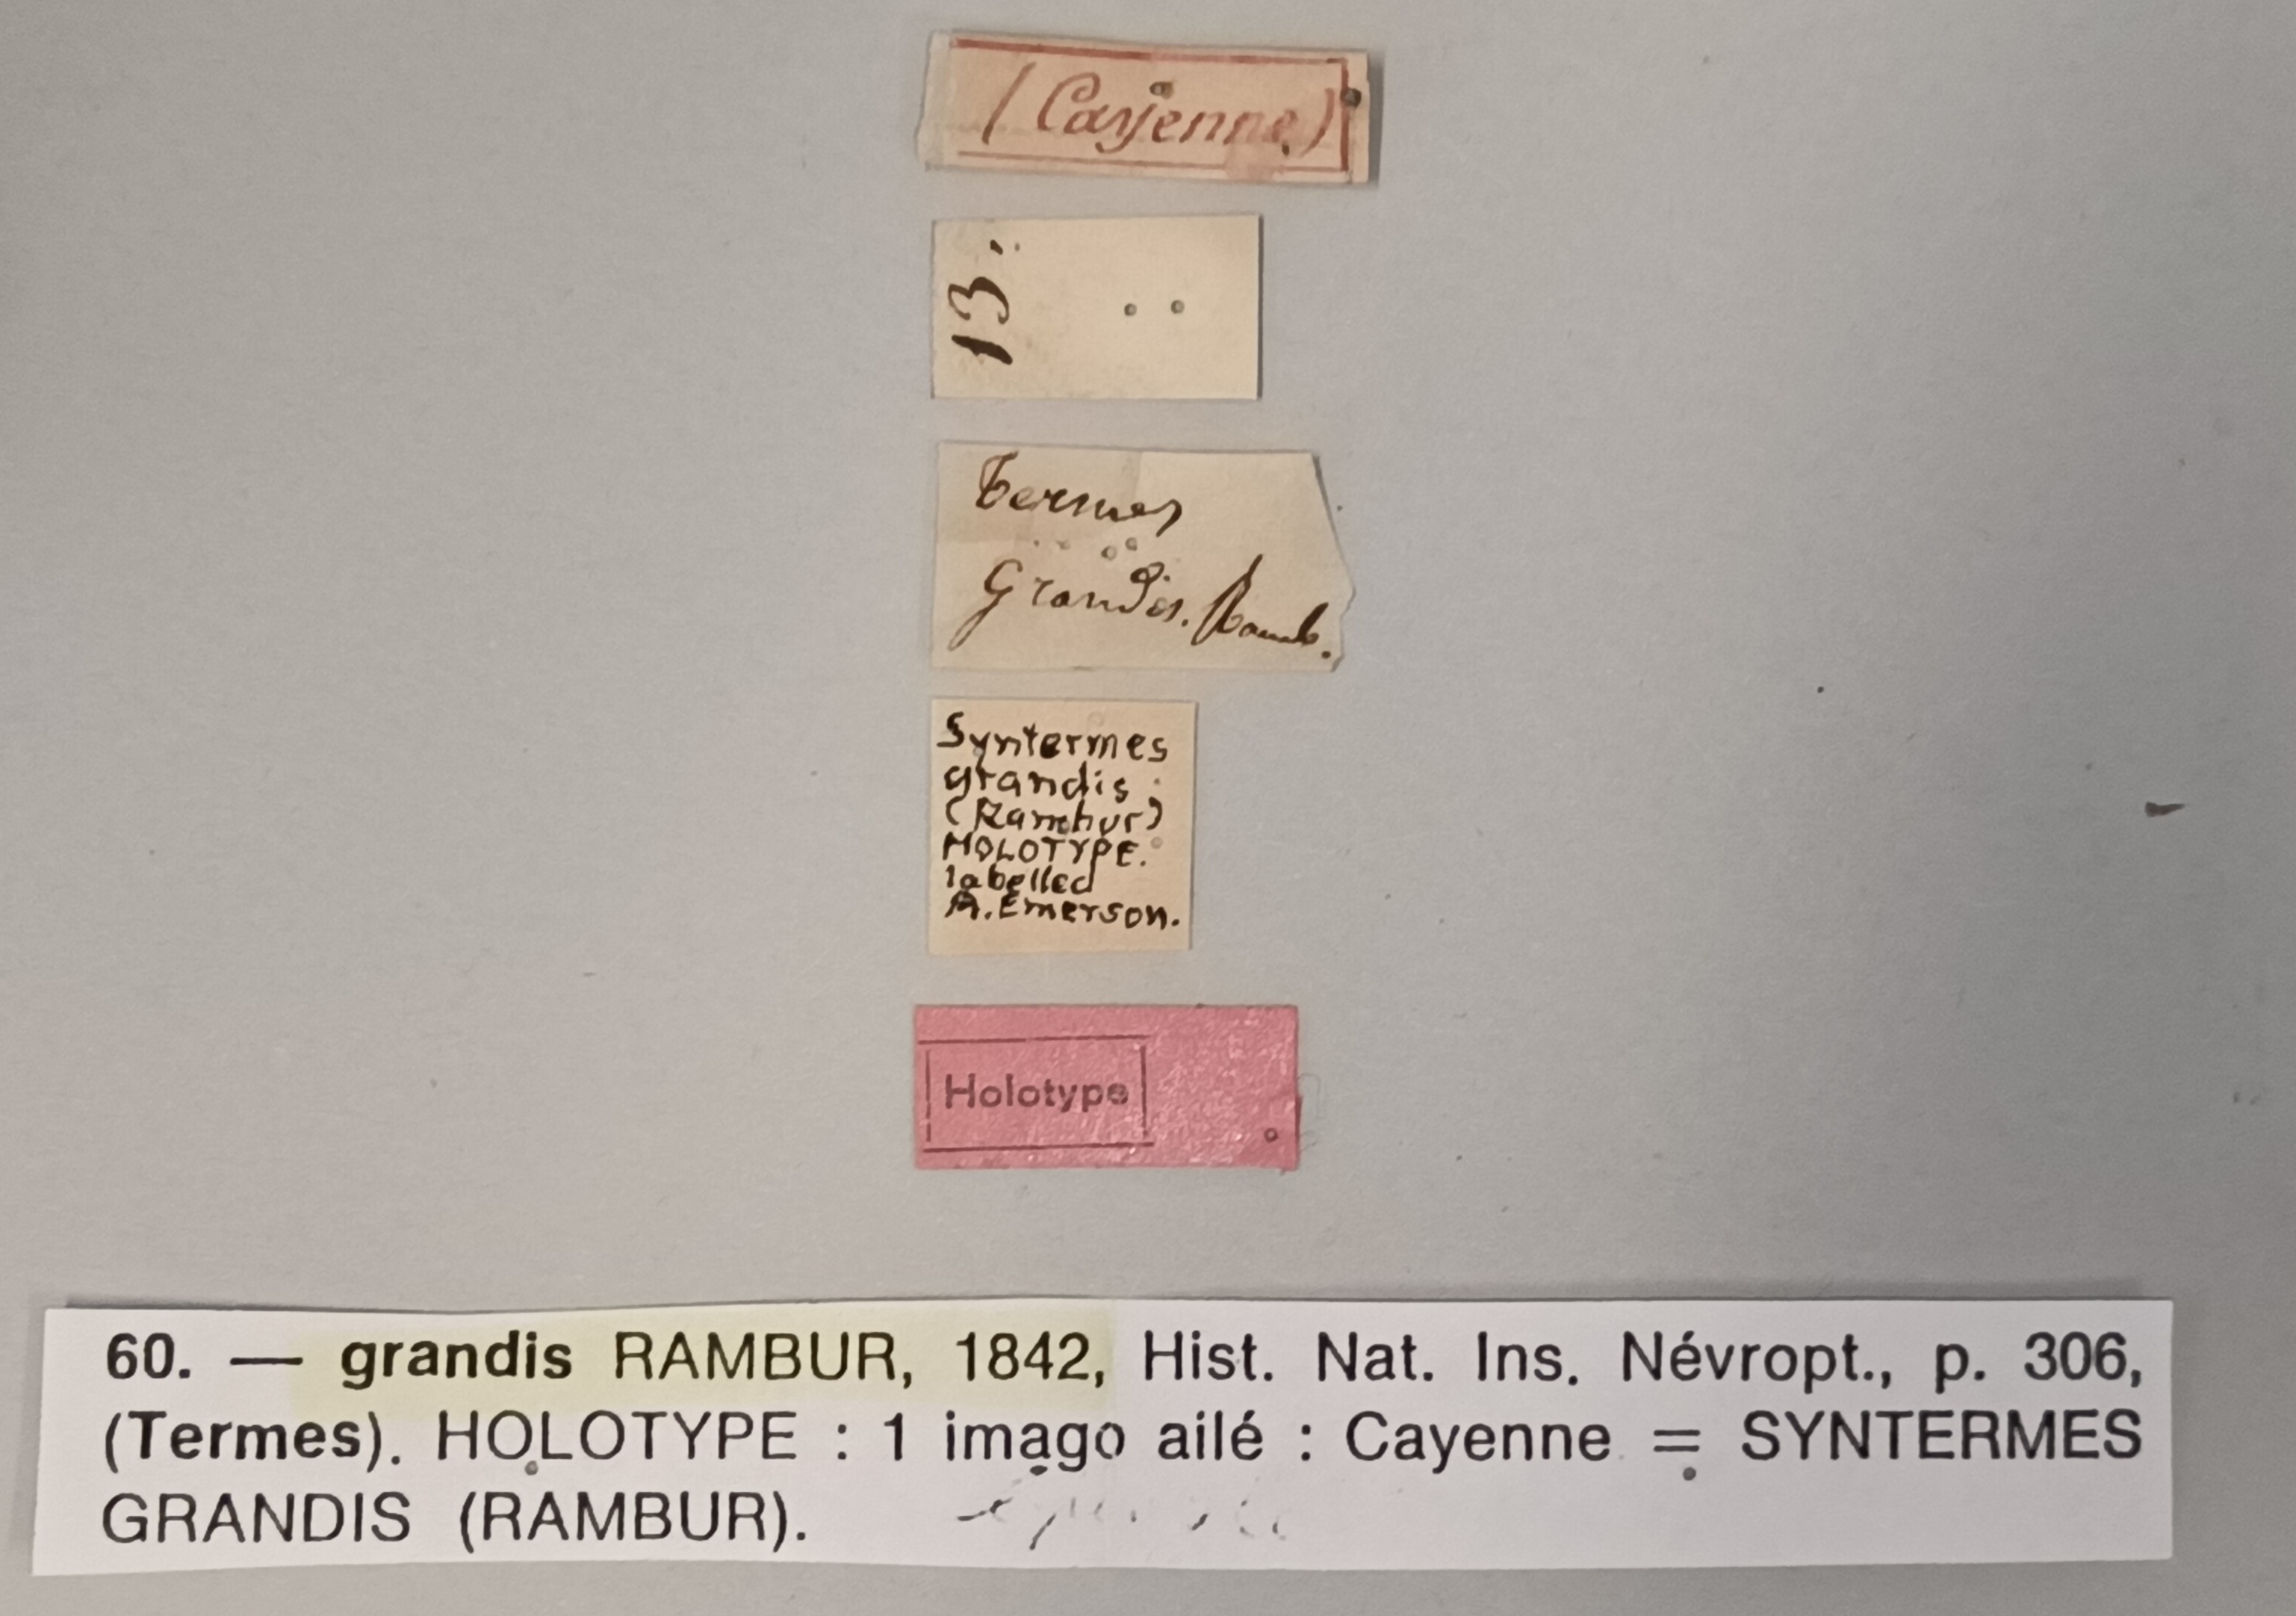 (Cayenne)
13.
Termes
Grandis. Ramb.
Syntermes
grandis
(Rambur)
HOLOTYPE.
labelled
A. Emerson.
Holotype
60. — grandis RAMBUR, 1842, Hist. Nat. Ins. Névropt., p. 306,
(Termes). HOLOTYPE : 1 imago ailé : Cayenne = SYNTERMES
GRANDIS (RAMBUR).